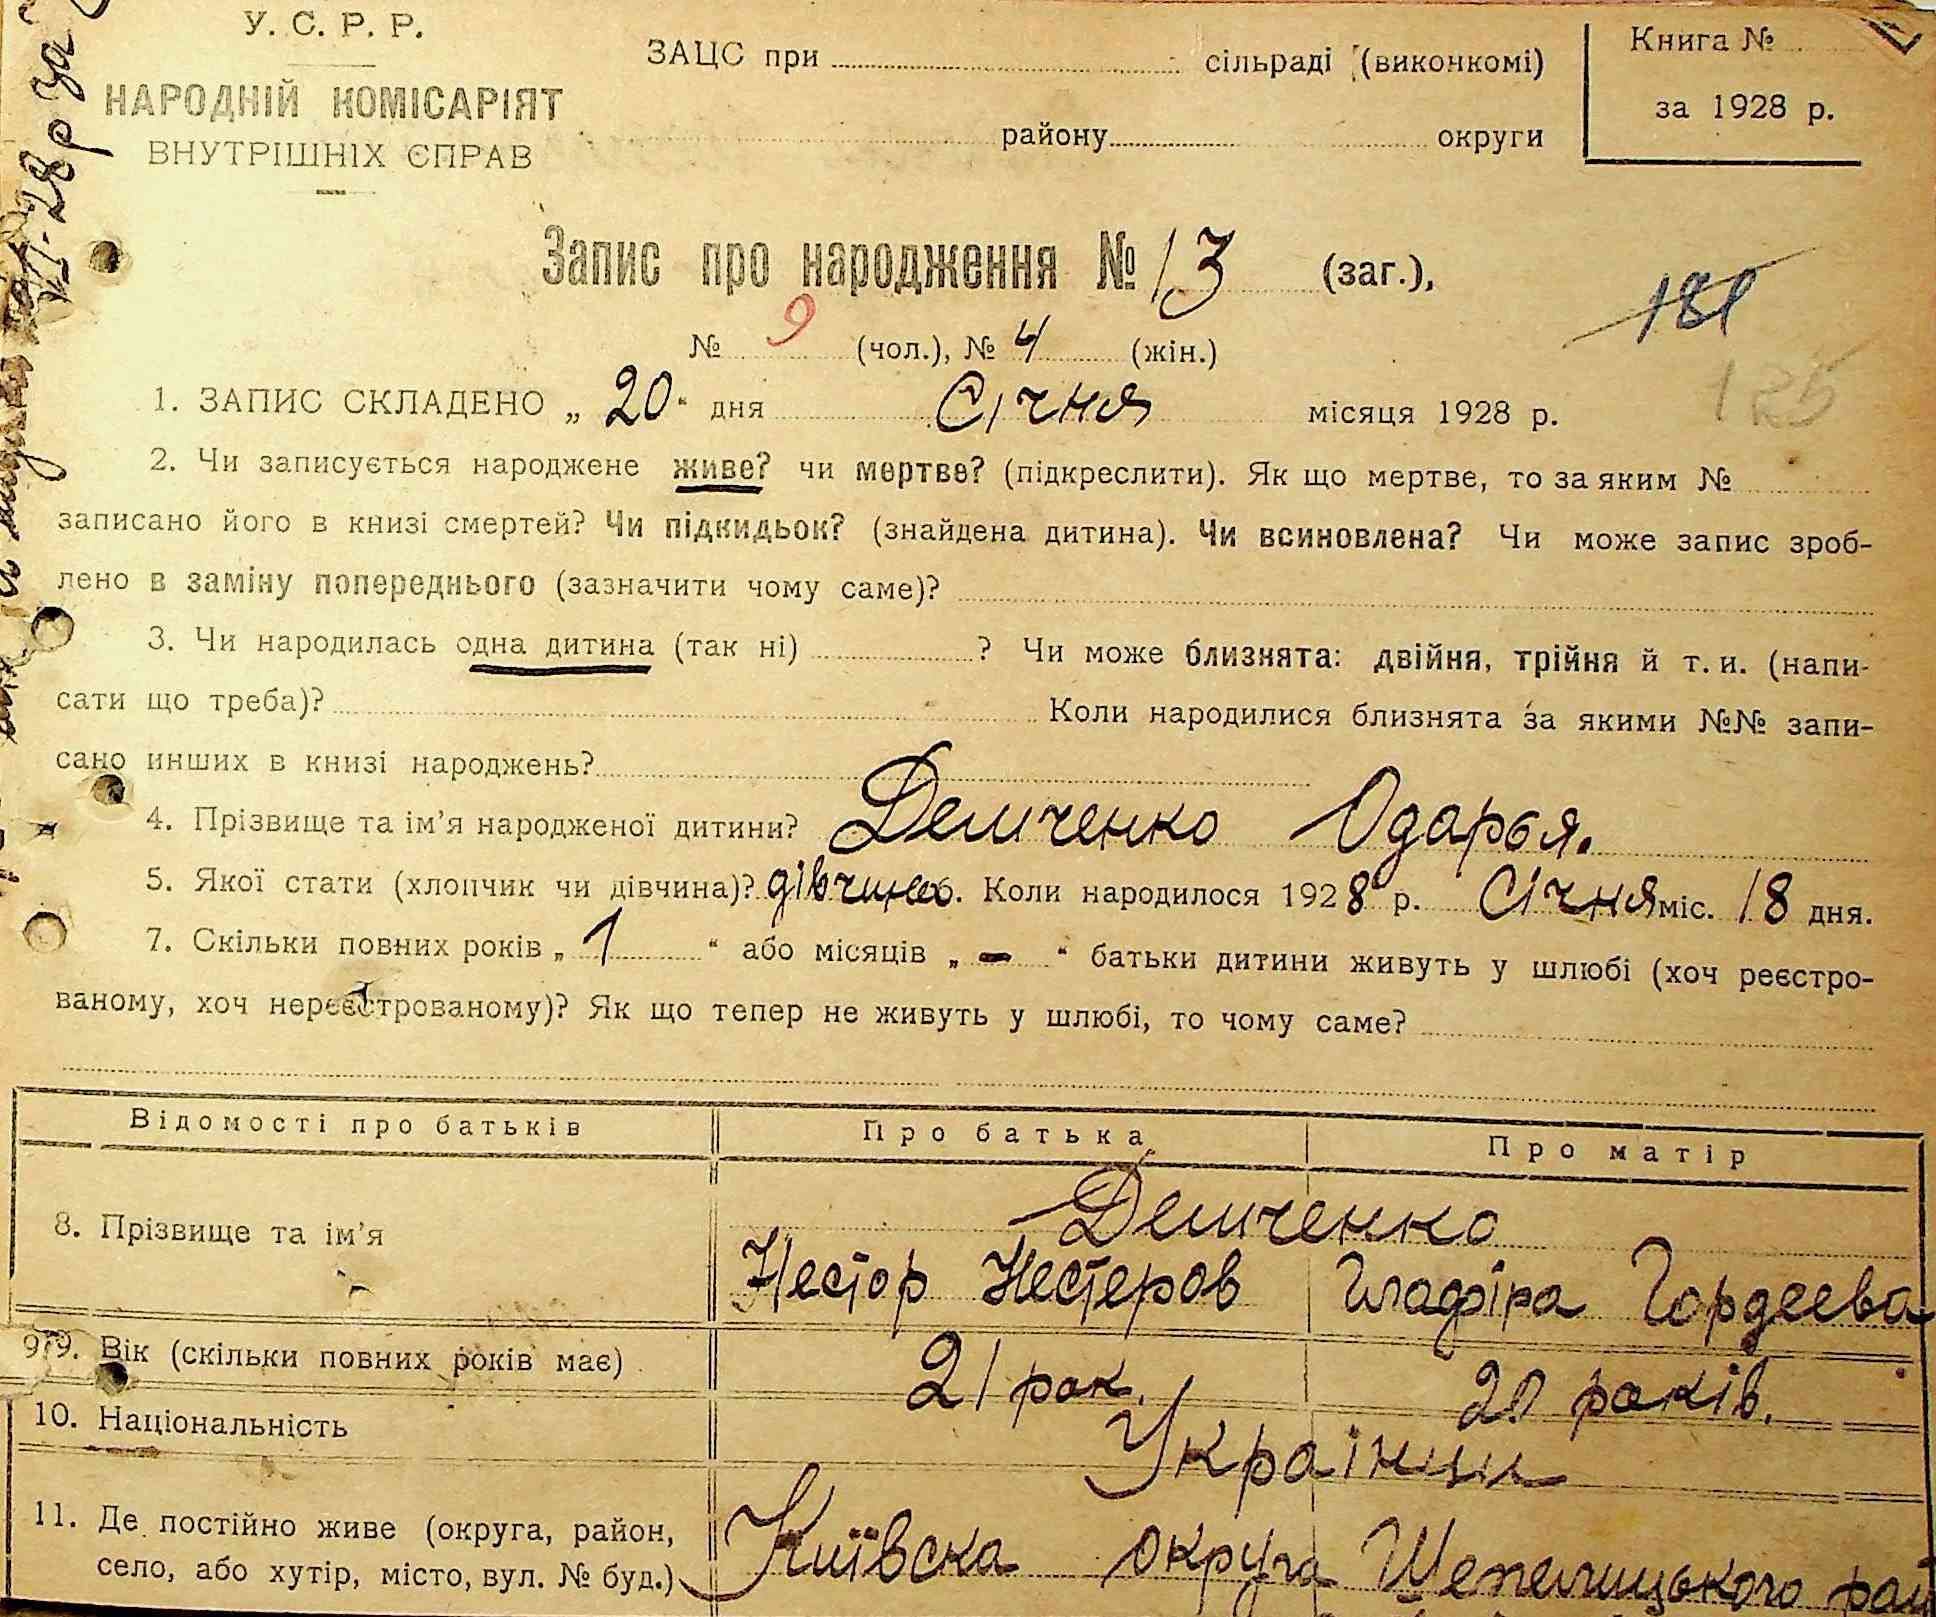 У. С. Р. Р.
НАРОДНІЙ КОМІСАРІЯТ
ВНУТРІШНІХ СПРАВ
ЗАЦС при сільраді (виконкомі)
району округи
Книга №
за 1928 р.
VI-28 р за
Запис про народження № 13 (заг.),
№ 9 (чол.), № 4 (жін.)
181
125
1. ЗАПИС СКЛАДЕНО „ 20 “ дня Січня місяця 1928 р.
2. Чи записується народжене живе? чи мертве? (підкреслити). Як що мертве, то за яким №
записано його в книзі смертей? Чи підкидьок? (знайдена дитина). Чи всиновлена? Чи може запис зроб-
лено в заміну попереднього (зазначити чому саме)?
3. Чи народилась одна дитина (так ні) ? Чи може близнята: двійня, трійня й т. и. (напи-
сати що треба)? Коли народилися близнята за якими №№ запи-
сано инших в книзі народжень?
4. Прізвище та ім’я народженої дитини? Демченко Одарья.
5. Якої стати (хлопчик чи дівчина)? дівчина. Коли народилося 1928 р. Січня міс. 18 дня.
7. Скільки повних років „ 1 “ або місяців „ - “ батьки дитини живуть у шлюбі (хоч реєстро-
ваному, хоч нереєстрованому)? Як що тепер не живуть у шлюбі, то чому саме?
Відомості про батьків Про батька Про матір
8. Прізвище та ім’я Демченко
Нестор Нестеров Глафіра Гордеева
9. Вік (скільки повних років має) 21 рок. 20 років.
10. Національність Українци
11. Де постійно живе (округа, район, Київска округа Шепелицького рай
село, або хутір, місто, вул. № буд.)